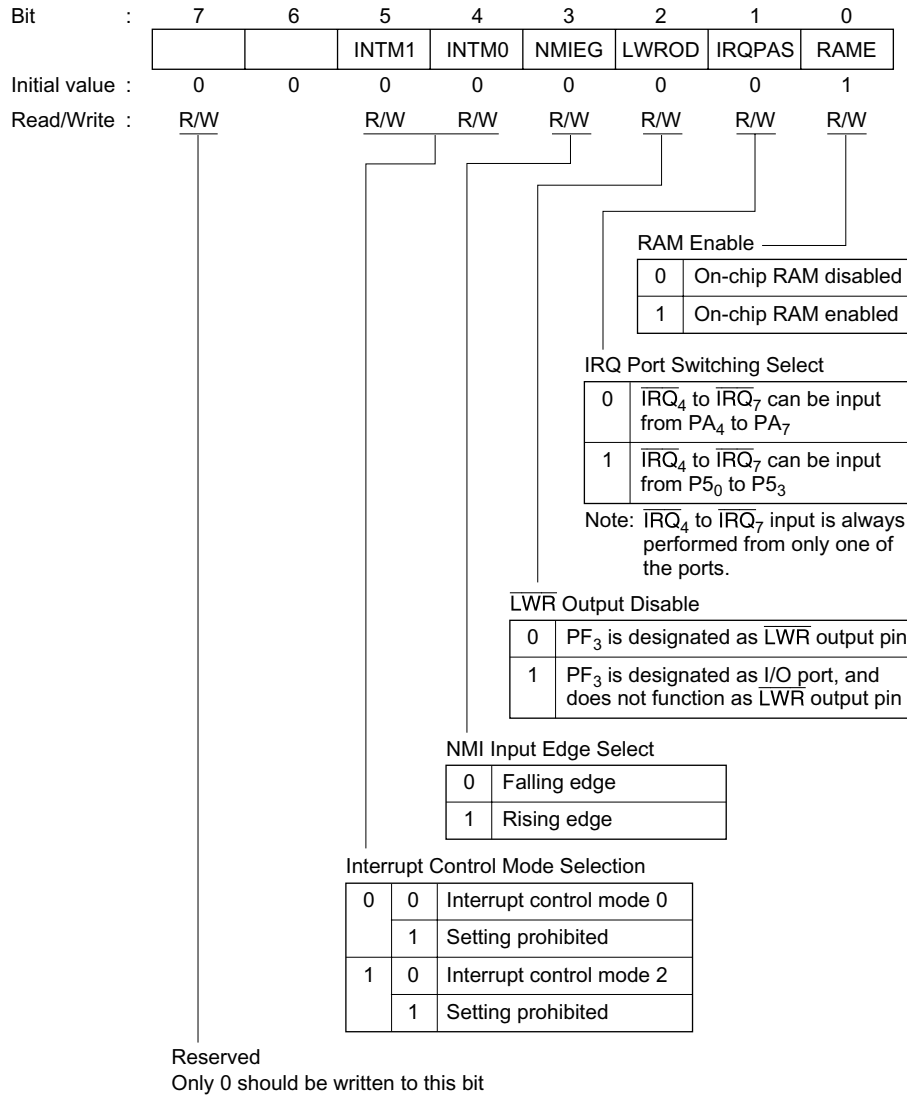 Bit : 7 6 5 4 3 2 1 0
INTM1 INTM0 NMIEG LWROD IRQPAS RAME
Initial value : 0 0 0 0 0 0 0 1
Read/Write : R/W R/W R/W R/W R/W R/W R/W
RAM Enable
0 On-chip RAM disabled
1 On-chip RAM enabled
IRQ Port Switching Select
0 IRQ4 to IRQ7 can be input
from PA4 to PA7
1 IRQ4 to IRQ7 can be input
from P50 to P53
Note: IRQ4 to IRQ7 input is always
performed from only one of
the ports.
LWR Output Disable
0 PF3 is designated as LWR output pin
1 PF3 is designated as I/O port, and
does not function as LWR output pin
NMI Input Edge Select
0 Falling edge
1 Rising edge
Interrupt Control Mode Selection
0 0 Interrupt control mode 0
1 Setting prohibited
1 0 Interrupt control mode 2
1 Setting prohibited
Reserved
Only 0 should be written to this bit